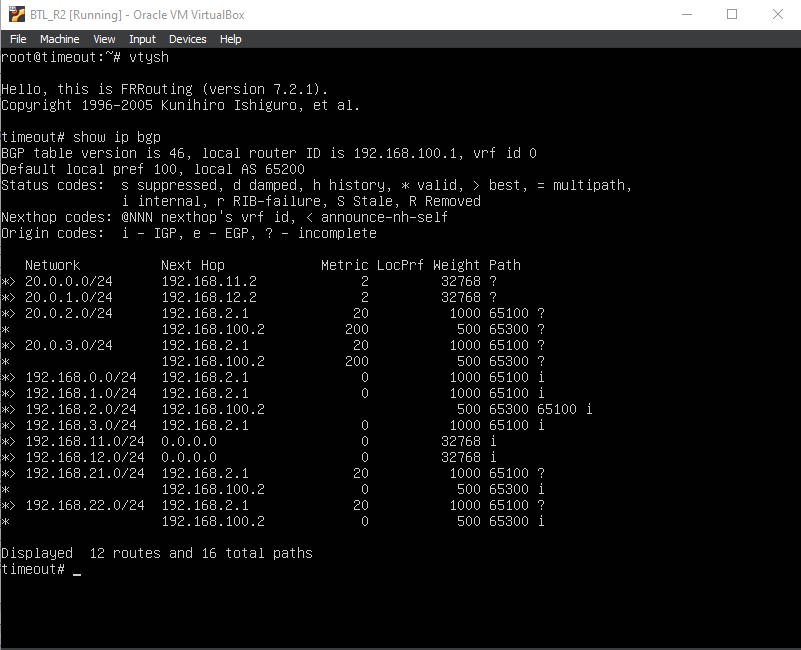 BTL_R2 [Running] - Oracle VM VirtualBox
File Machine View Input Devices Help
root@timeout:~# vtysh
Hello, this is FRRouting (version 7.2.1).
Copyright 1996-2005 Kunihiro Ishiguro, et al.
timeout# show ip bgp
BGP table version is 46, local router ID is 192.168.100.1, vrf id 0
Default local pref 100, local AS 65200
Status codes:  s suppressed, d damped, h history, * valid, > best, = multipath,
               i internal, r RIB-failure, S Stale, R Removed
Nexthop codes: @NNN nexthop's vrf id, < announce-nh-self
Origin codes:  i - IGP, e - EGP, ? - incomplete
   Network          Next Hop            Metric LocPrf Weight Path
*> 20.0.0.0/24      192.168.11.2             2         32768 ?
*> 20.0.1.0/24      192.168.12.2             2         32768 ?
*> 20.0.2.0/24      192.168.2.1             20          1000 65100 ?
*                   192.168.100.2          200           500 65300 ?
*> 20.0.3.0/24      192.168.2.1             20          1000 65100 ?
*                   192.168.100.2          200           500 65300 ?
*> 192.168.0.0/24   192.168.2.1              0          1000 65100 i
*> 192.168.1.0/24   192.168.2.1              0          1000 65100 i
*> 192.168.2.0/24   192.168.100.2                        500 65300 65100 i
*> 192.168.3.0/24   192.168.2.1              0          1000 65100 i
*> 192.168.11.0/24  0.0.0.0                  0         32768 i
*> 192.168.12.0/24  0.0.0.0                  0         32768 i
*> 192.168.21.0/24  192.168.2.1             20          1000 65100 ?
*                   192.168.100.2            0           500 65300 i
*> 192.168.22.0/24  192.168.2.1             20          1000 65100 ?
*                   192.168.100.2            0           500 65300 i
Displayed  12 routes and 16 total paths
timeout# _